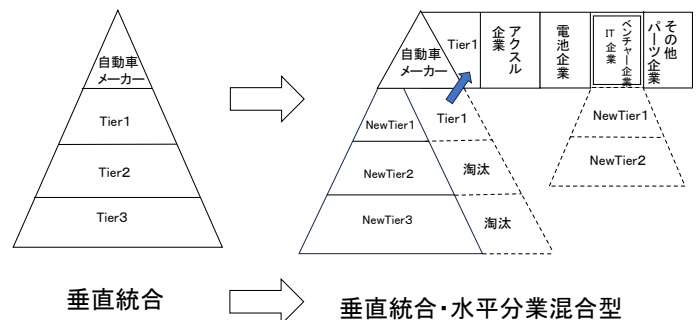 自動車
メーカー
Tier1
Tier2
Tier3
垂直統合
自動車
メーカー
Tier1
アクスル
企業
電池企業
IT
企業
ベンチャー企業
その他
パーツ企業
NewTier1
Tier1
NewTier2
淘汰
NewTier3
淘汰
NewTier1
NewTier2
垂直統合・水平分業混合型